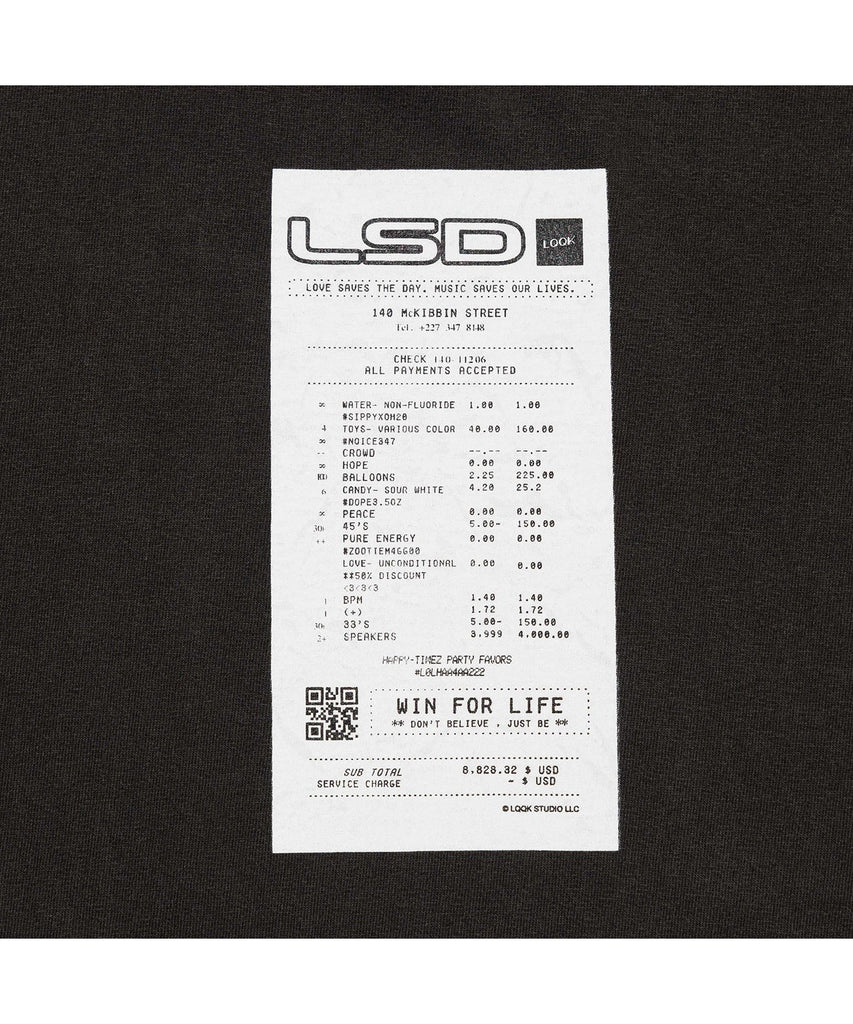 LSD LQQK
LOVE SAVES THE DAY. MUSIC SAVES OUR LIVES.
140 McKIBBIN STREET
Tel. +227 347 8148
CHECK 140-11206
ALL PAYMENTS ACCEPTED
∞ WATER- NON-FLUORIDE 1.00 1.00
#SIPPYXOH20
4 TOYS- VARIOUS COLOR 40.00 160.00
∞ #NOICE347
-- CROWD --.-- --.--
∞ HOPE 0.00 0.00
BALLOONS 2.25 225.00
6 CANDY- SOUR WHITE 4.20 25.2
#DOPE3.5OZ
∞ PEACE 0.00 0.00
45'S 5.00- 150.00
++ PURE ENERGY 0.00 0.00
#ZOOTIEM46600
LOVE- UNCONDITIONAL 0.00 0.00
**50% DISCOUNT
<3<3<3
1 BPM 1.40 1.40
1 (+) 1.72 1.72
33'S 5.00- 150.00
2+ SPEAKERS 3,999 4,000.00
HAPPY-TIMEZ PARTY FAVORS
#L0LHAA4AA222
WIN FOR LIFE
** DON'T BELIEVE , JUST BE **
SUB TOTAL 8,828.32 $ USD
SERVICE CHARGE - $ USD
© LQQK STUDIO LLC